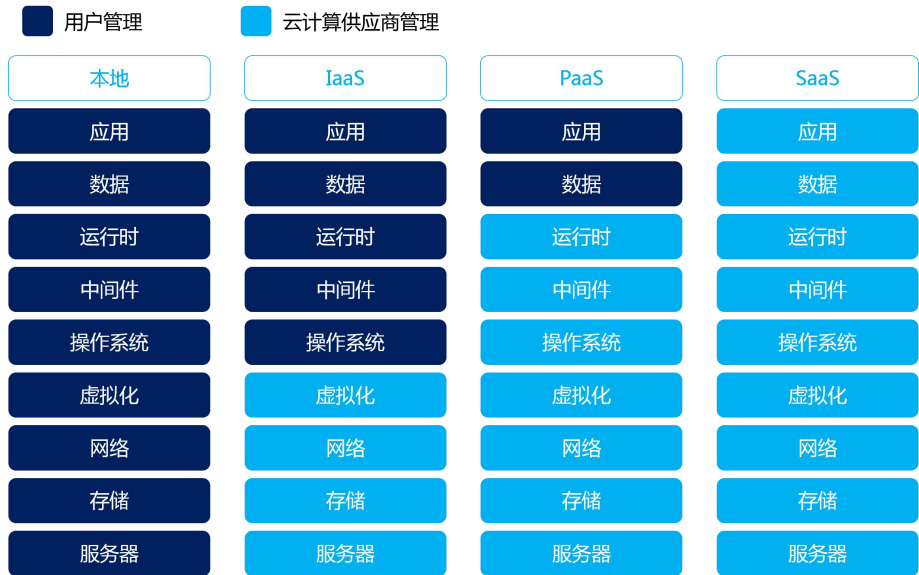 用户管理 云计算供应商管理
本地 IaaS PaaS SaaS
应用 应用 应用 应用
数据 数据 数据 数据
运行时 运行时 运行时 运行时
中间件 中间件 中间件 中间件
操作系统 操作系统 操作系统 操作系统
虚拟化 虚拟化 虚拟化 虚拟化
网络 网络 网络 网络
存储 存储 存储 存储
服务器 服务器 服务器 服务器